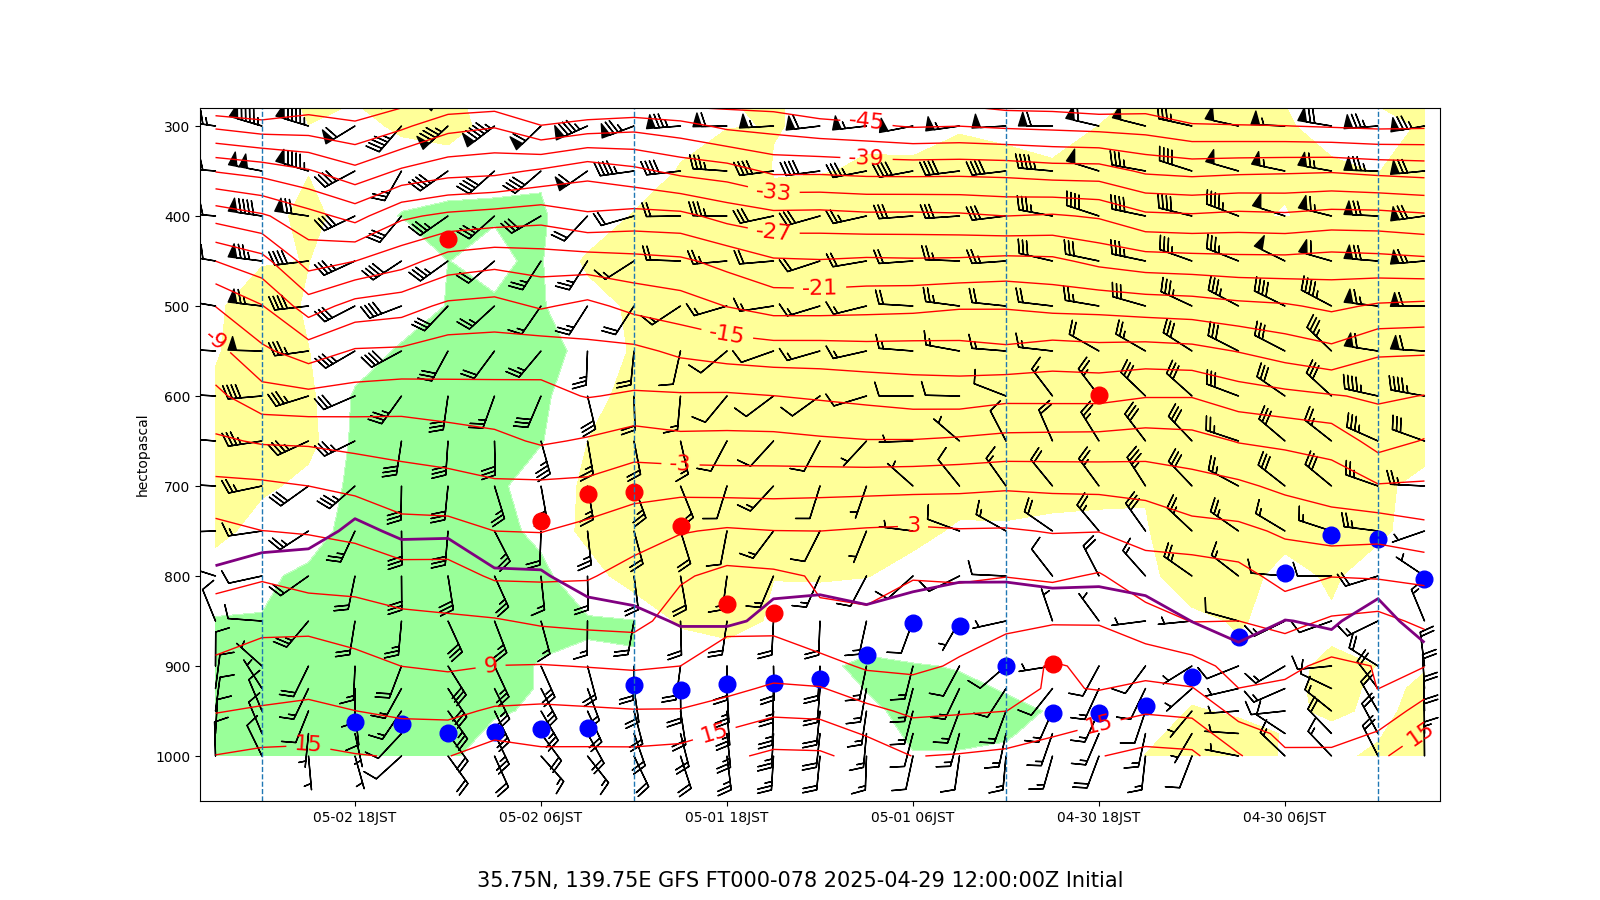 300
400
500
600
700
800
900
1000
hectopascal
-45
-39
-33
-27
-21
-15
-9
-3
3
9
15
15
15
15
05-02 18JST
05-02 06JST
05-01 18JST
05-01 06JST
04-30 18JST
04-30 06JST
35.75N, 139.75E GFS FT000-078 2025-04-29 12:00:00Z Initial